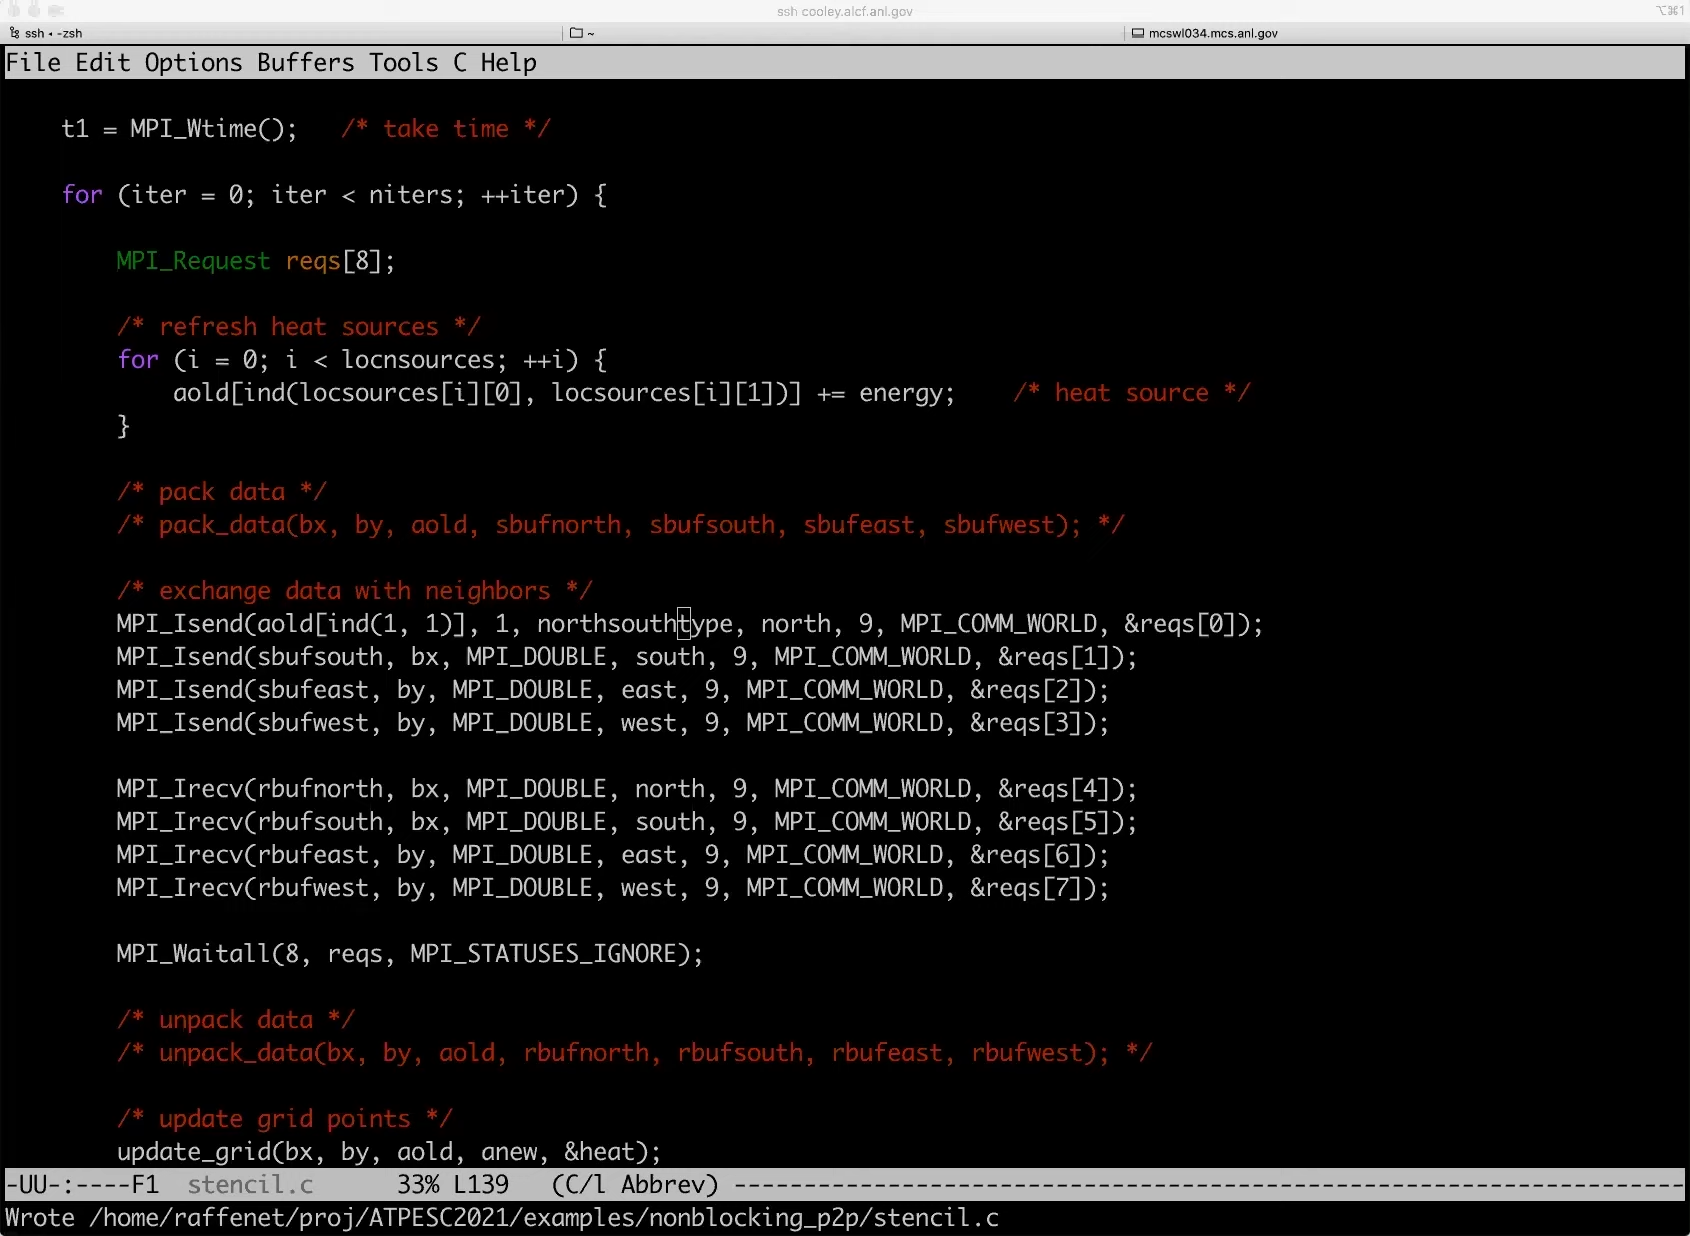 ssh cooley.alcf.anl.gov
⌥⌘1
ssh • -zsh
~
mcswl034.mcs.anl.gov
File Edit Options Buffers Tools C Help
t1 = MPI_Wtime();   /* take time */
for (iter = 0; iter < niters; ++iter) {
MPI_Request reqs[8];
/* refresh heat sources */
for (i = 0; i < locnsources; ++i) {
aold[ind(locsources[i][0], locsources[i][1])] += energy;    /* heat source */
}
/* pack data */
/* pack_data(bx, by, aold, sbufnorth, sbufsouth, sbufeast, sbufwest); */
/* exchange data with neighbors */
MPI_Isend(aold[ind(1, 1)], 1, northsouthtype, north, 9, MPI_COMM_WORLD, &reqs[0]);
MPI_Isend(sbufsouth, bx, MPI_DOUBLE, south, 9, MPI_COMM_WORLD, &reqs[1]);
MPI_Isend(sbufeast, by, MPI_DOUBLE, east, 9, MPI_COMM_WORLD, &reqs[2]);
MPI_Isend(sbufwest, by, MPI_DOUBLE, west, 9, MPI_COMM_WORLD, &reqs[3]);
MPI_Irecv(rbufnorth, bx, MPI_DOUBLE, north, 9, MPI_COMM_WORLD, &reqs[4]);
MPI_Irecv(rbufsouth, bx, MPI_DOUBLE, south, 9, MPI_COMM_WORLD, &reqs[5]);
MPI_Irecv(rbufeast, by, MPI_DOUBLE, east, 9, MPI_COMM_WORLD, &reqs[6]);
MPI_Irecv(rbufwest, by, MPI_DOUBLE, west, 9, MPI_COMM_WORLD, &reqs[7]);
MPI_Waitall(8, reqs, MPI_STATUSES_IGNORE);
/* unpack data */
/* unpack_data(bx, by, aold, rbufnorth, rbufsouth, rbufeast, rbufwest); */
/* update grid points */
update_grid(bx, by, aold, anew, &heat);
-UU-:----F1  stencil.c      33% L139   (C/l Abbrev) --------------------------------------------------------------------
Wrote /home/raffenet/proj/ATPESC2021/examples/nonblocking_p2p/stencil.c